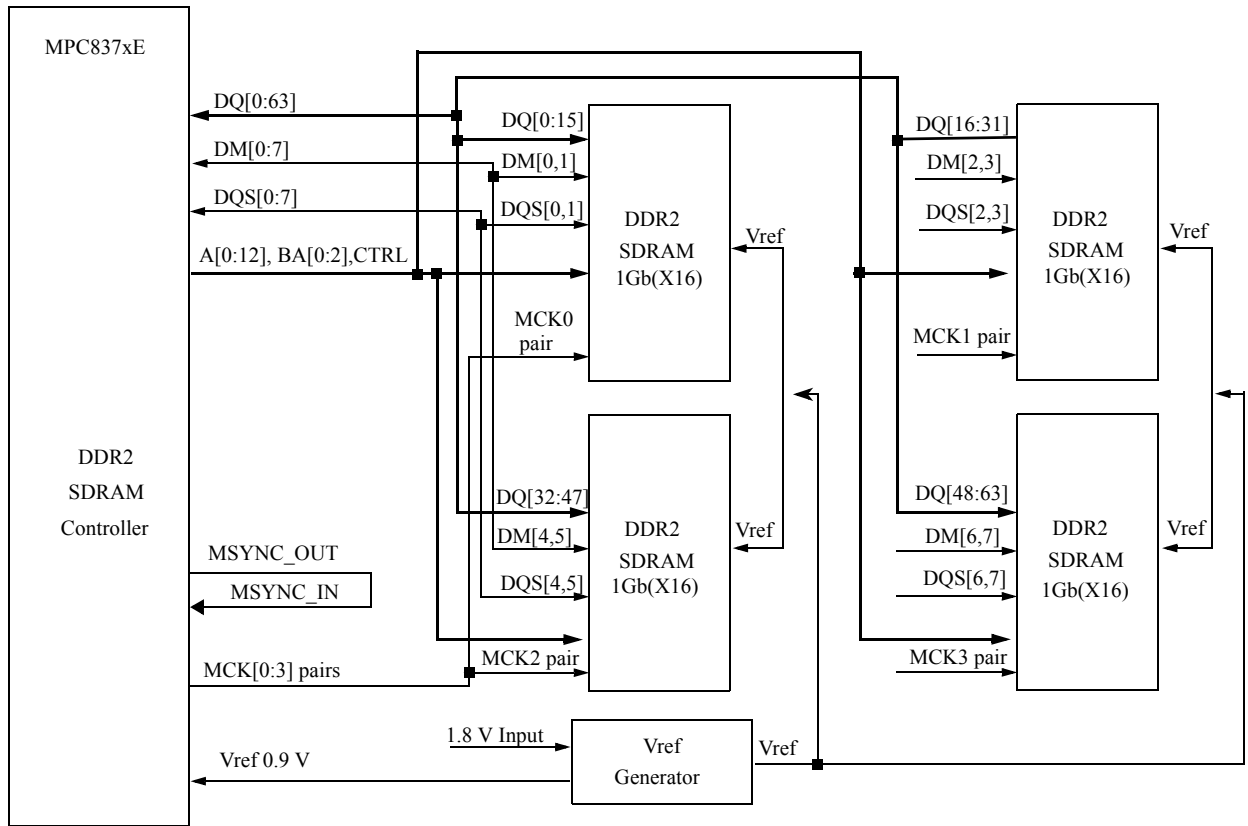 MPC837xE
DQ[0:63]
DM[0:7]
DQS[0:7]
A[0:12], BA[0:2],CTRL
DDR2
SDRAM
Controller
MSYNC_OUT
MSYNC_IN
MCK[0:3] pairs
Vref 0.9 V
DQ[0:15]
DM[0,1]
DQS[0,1]
MCK0
pair
DDR2
SDRAM
1Gb(X16)
Vref
DQ[16:31]
DM[2,3]
DQS[2,3]
MCK1 pair
DDR2
SDRAM
1Gb(X16)
Vref
DQ[32:47]
DM[4,5]
DQS[4,5]
MCK2 pair
DDR2
SDRAM
1Gb(X16)
Vref
DQ[48:63]
DM[6,7]
DQS[6,7]
MCK3 pair
DDR2
SDRAM
1Gb(X16)
Vref
1.8 V Input
Vref
Generator
Vref